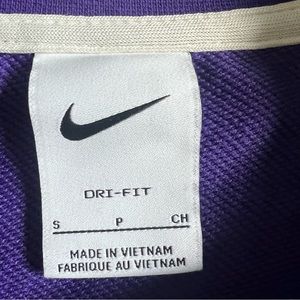 DRI-FIT
S P CH
MADE IN VIETNAM
FABRIQUE AU VIETNAM